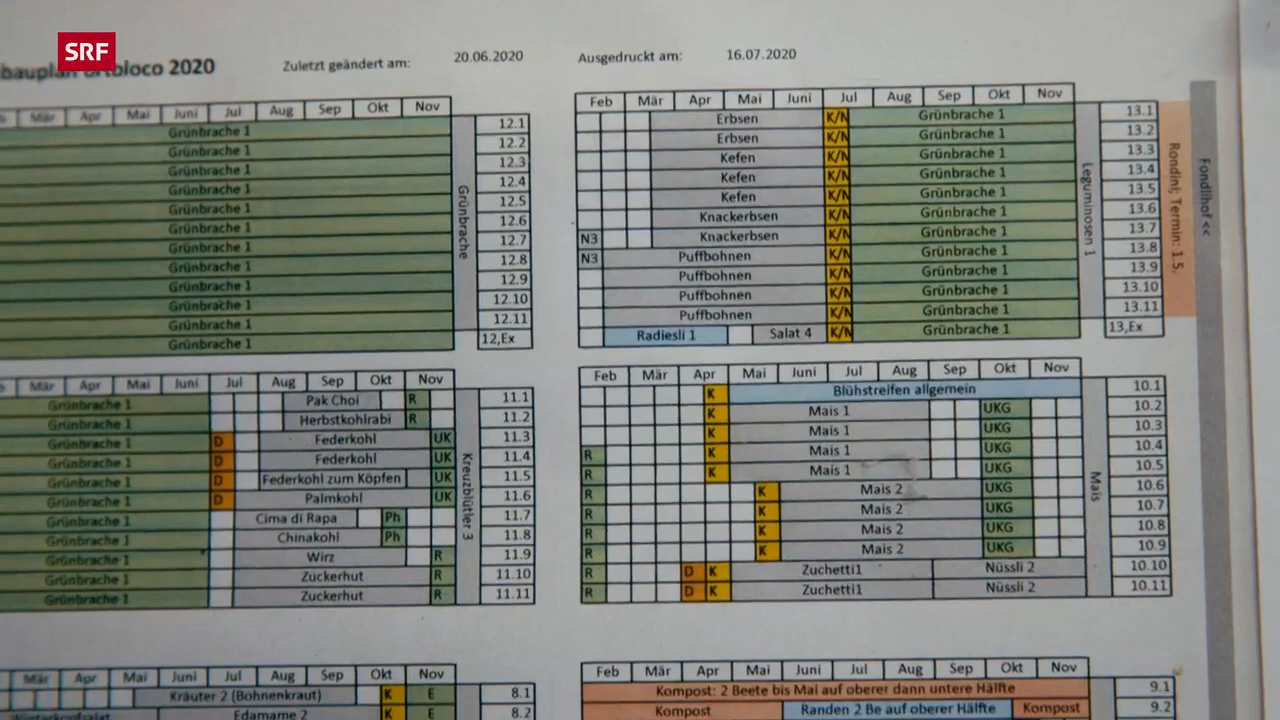 SRF
bauplan ortoloco 2020 Zuletzt geändert am: 20.06.2020 Ausgedruckt am: 16.07.2020
Mär Apr Mai Juni Jul Aug Sep Okt Nov
Grünbrache 1 12.1
Grünbrache 1 12.2
Grünbrache 1 12.3
Grünbrache 1 12.4
Grünbrache 1 12.5
Grünbrache 1 12.6
Grünbrache 1 12.7
Grünbrache 1 12.8
Grünbrache 1 12.9
Grünbrache 1 12.10
Grünbrache 1 12.11
Grünbrache 1 12,Ex
Grünbrache
Feb Mär Apr Mai Juni Jul Aug Sep Okt Nov
Erbsen K/N Grünbrache 1 13.1
Erbsen K/N Grünbrache 1 13.2
Kefen K/N Grünbrache 1 13.3
Kefen K/N Grünbrache 1 13.4
Kefen K/N Grünbrache 1 13.5
Knackerbsen K/N Grünbrache 1 13.6
N3 Knackerbsen K/N Grünbrache 1 13.7
N3 Puffbohnen K/N Grünbrache 1 13.8
Puffbohnen K/N Grünbrache 1 13.9
Puffbohnen K/N Grünbrache 1 13.10
Puffbohnen K/N Grünbrache 1 13.11
Radiesli 1 Salat 4 K/N Grünbrache 1 13,Ex
Leguminosen 1
Rondini; Termin: 1.5.
Fondlihof <<
Mär Apr Mai Juni Jul Aug Sep Okt Nov
Grünbrache 1 Pak Choi R 11.1
Grünbrache 1 Herbstkohlrabi R 11.2
Grünbrache 1 D Federkohl UK 11.3
Grünbrache 1 D Federkohl UK 11.4
Grünbrache 1 D Federkohl zum Köpfen UK 11.5
Grünbrache 1 D Palmkohl UK 11.6
Grünbrache 1 Cima di Rapa Ph 11.7
Grünbrache 1 Chinakohl Ph 11.8
Grünbrache 1 Wirz R 11.9
Grünbrache 1 Zuckerhut R 11.10
Grünbrache 1 Zuckerhut R 11.11
Kreuzblütler 3
Feb Mär Apr Mai Juni Jul Aug Sep Okt Nov
K Blühstreifen allgemein 10.1
K Mais 1 UKG 10.2
K Mais 1 UKG 10.3
R K Mais 1 UKG 10.4
R K Mais 1 UKG 10.5
R K Mais 2 UKG 10.6
R K Mais 2 UKG 10.7
R K Mais 2 UKG 10.8
R K Mais 2 UKG 10.9
R D K Zuchetti1 Nüssli 2 10.10
R D K Zuchetti1 Nüssli 2 10.11
Mais
Mär Apr Mai Juni Jul Aug Sep Okt Nov
Kräuter 2 (Bohnenkraut) K E 8.1
Edamame 2 K E 8.2
Feb Mär Apr Mai Juni Jul Aug Sep Okt Nov
Kompost: 2 Beete bis Mai auf oberer dann untere Hälfte 9.1
Kompost Randen 2 Be auf oberer Hälfte Kompost 9.2